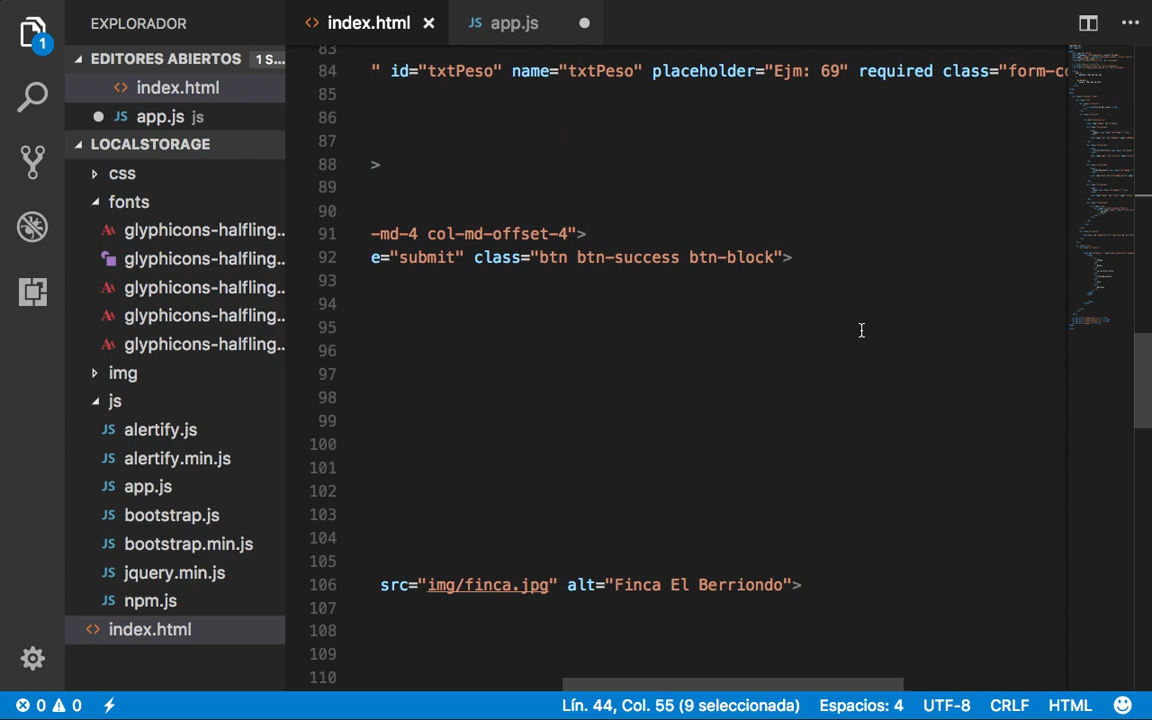 EXPLORADOR
index.html
app.js
EDITORES ABIERTOS 1 S...
index.html
app.js js
LOCALSTORAGE
css
fonts
glyphicons-halfling...
glyphicons-halfling...
glyphicons-halfling...
glyphicons-halfling...
glyphicons-halfling...
img
js
alertify.js
alertify.min.js
app.js
bootstrap.js
bootstrap.min.js
jquery.min.js
npm.js
index.html
1
83
84 " id="txtPeso" name="txtPeso" placeholder="Ejm: 69" required class="form-co
85
86
87
88 >
89
90
91 -md-4 col-md-offset-4">
92 e="submit" class="btn btn-success btn-block">
93
94
95
96
97
98
99
100
101
102
103
104
105
106 src="img/finca.jpg" alt="Finca El Berriondo">
107
108
109
110
0 0 Lín. 44, Col. 55 (9 seleccionada) Espacios: 4 UTF-8 CRLF HTML